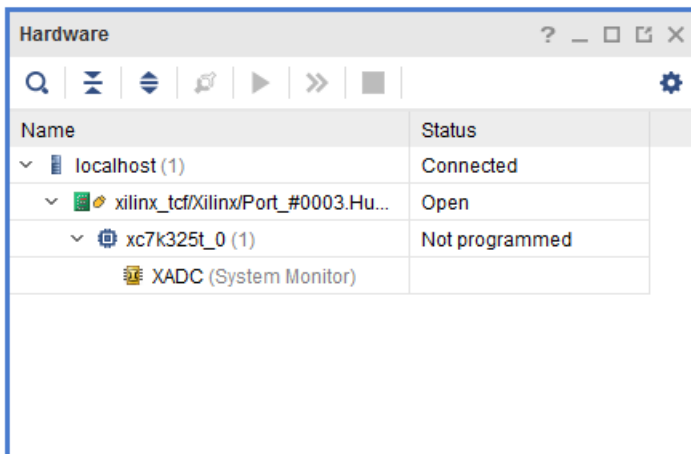 Hardware
Name Status
localhost (1) Connected
xilinx_tcf/Xilinx/Port_#0003.Hu... Open
xc7k325t_0 (1) Not programmed
XADC (System Monitor)